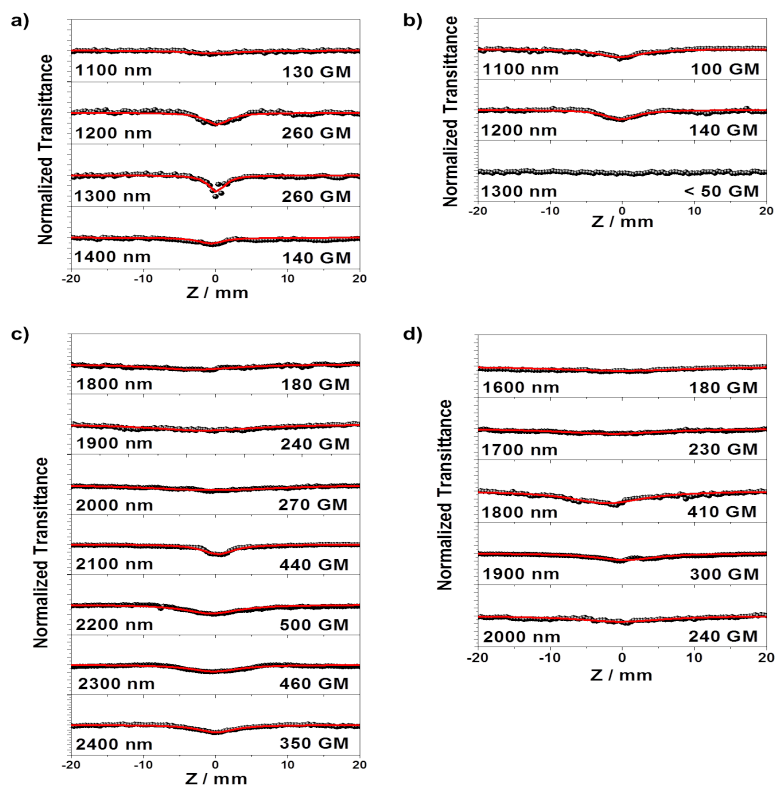 a)
Normalized Transittance
1100 nm 130 GM
1200 nm 260 GM
1300 nm 260 GM
1400 nm 140 GM
-20 -10 0 10 20
Z / mm
b)
Normalized Transittance
1100 nm 100 GM
1200 nm 140 GM
1300 nm < 50 GM
-20 -10 0 10 20
Z / mm
c)
Normalized Transittance
1800 nm 180 GM
1900 nm 240 GM
2000 nm 270 GM
2100 nm 440 GM
2200 nm 500 GM
2300 nm 460 GM
2400 nm 350 GM
-20 -10 0 10 20
Z / mm
d)
Normalized Transittance
1600 nm 180 GM
1700 nm 230 GM
1800 nm 410 GM
1900 nm 300 GM
2000 nm 240 GM
-20 -10 0 10 20
Z / mm